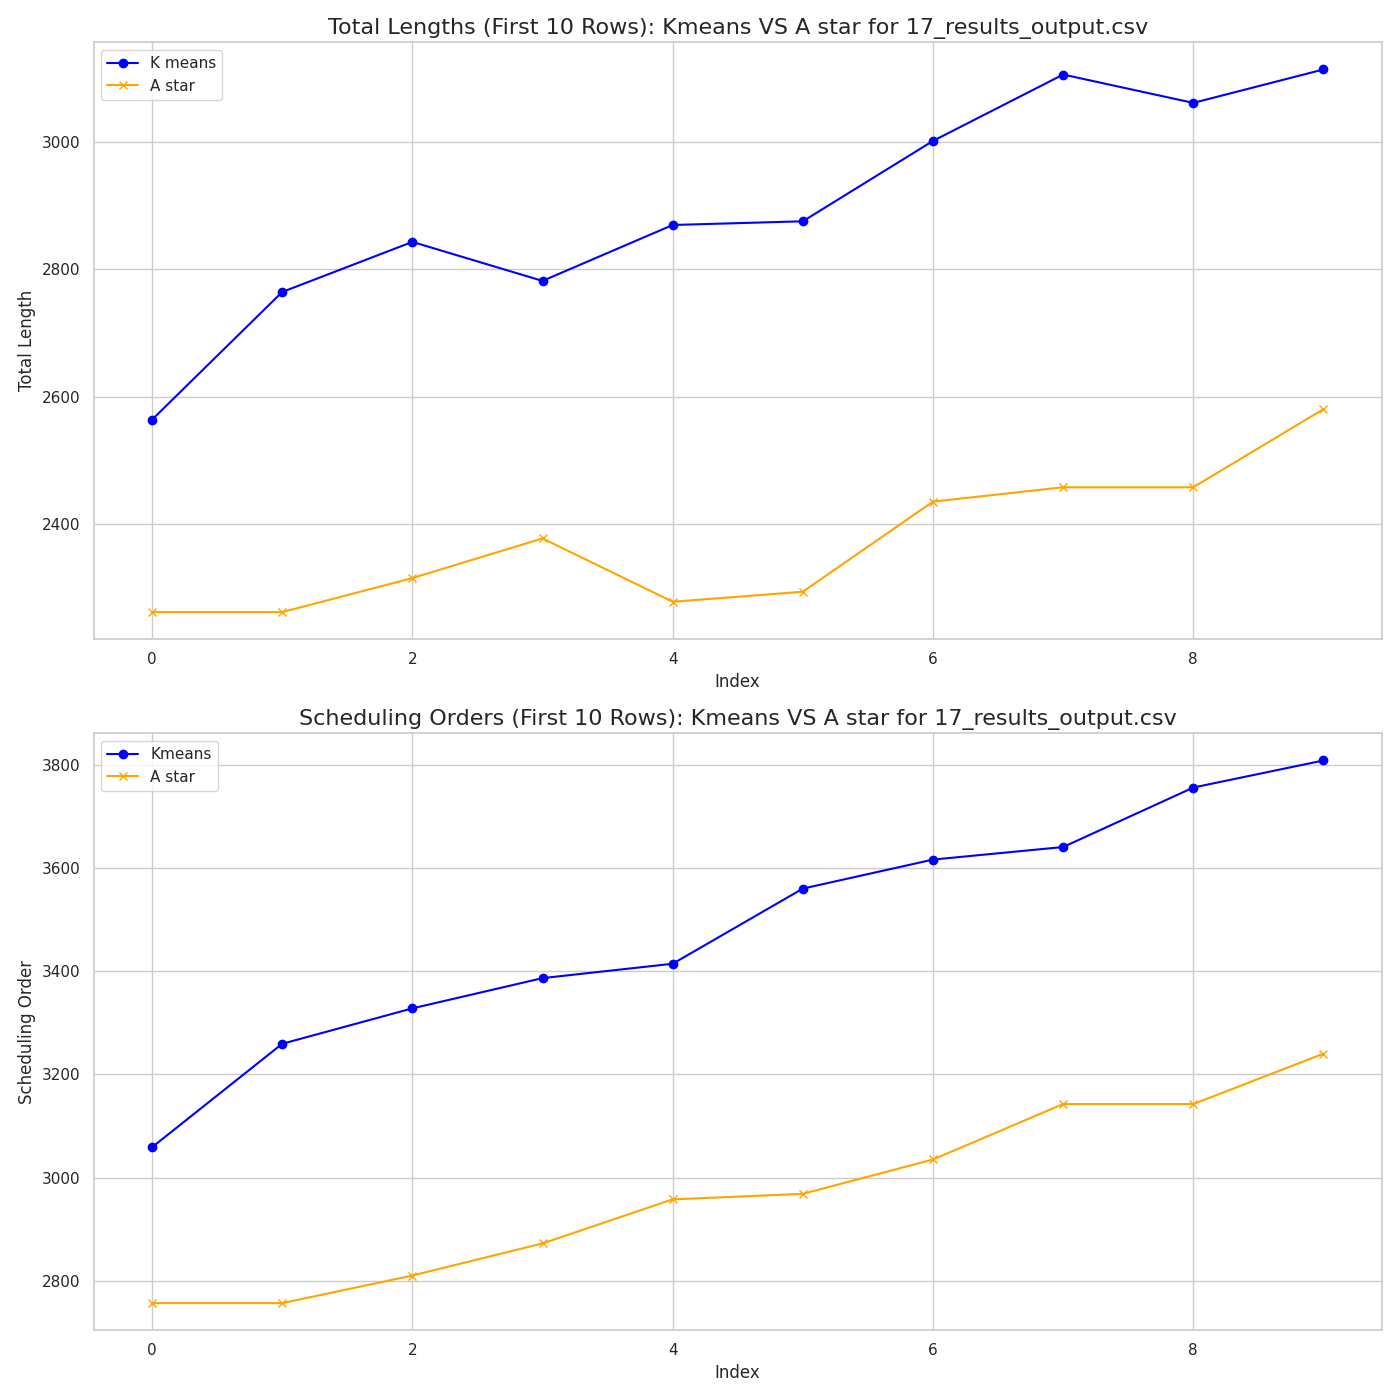 Total Lengths (First 10 Rows): Kmeans VS A star for 17_results_output.csv
K means
A star
3000
2800
2600
2400
Total Length
0 2 4 6 8
Index
Scheduling Orders (First 10 Rows): Kmeans VS A star for 17_results_output.csv
Kmeans
A star
3800
3600
3400
3200
3000
2800
Scheduling Order
0 2 4 6 8
Index